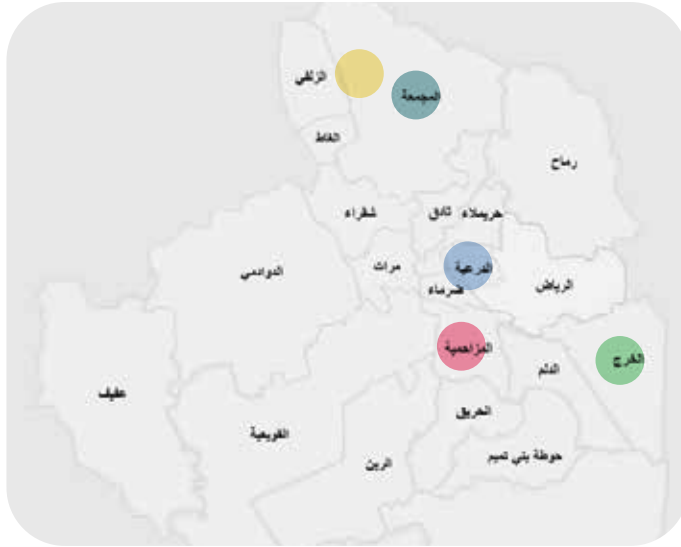 الزلفي
المجمعة
الغاط
رماح
شقراء
ثادق
حريملاء
الدوادمي
مرات
الدرعية
ضرماء
الرياض
المزاحمية
الدلم
الخرج
عفيف
الحريق
القويعية
الرين
حوطة بني تميم